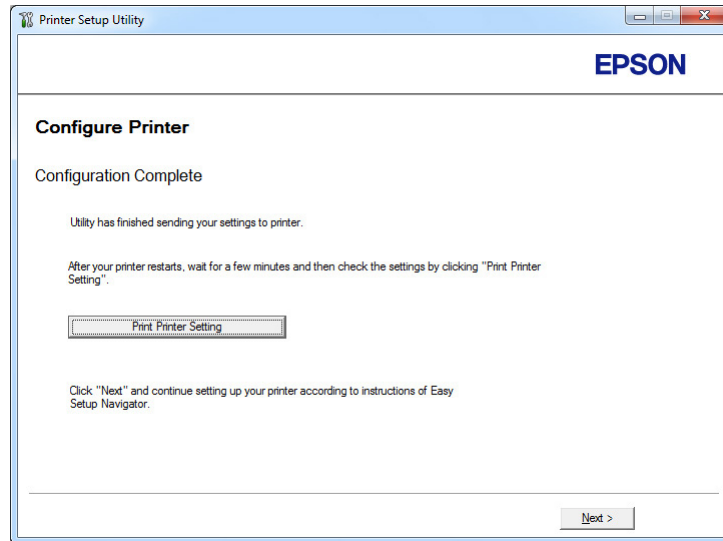 Printer Setup Utility
EPSON
Configure Printer
Configuration Complete
Utility has finished sending your settings to printer.
After your printer restarts, wait for a few minutes and then check the settings by clicking "Print Printer
Setting".
Print Printer Setting
Click "Next" and continue setting up your printer according to instructions of Easy
Setup Navigator.
Next >